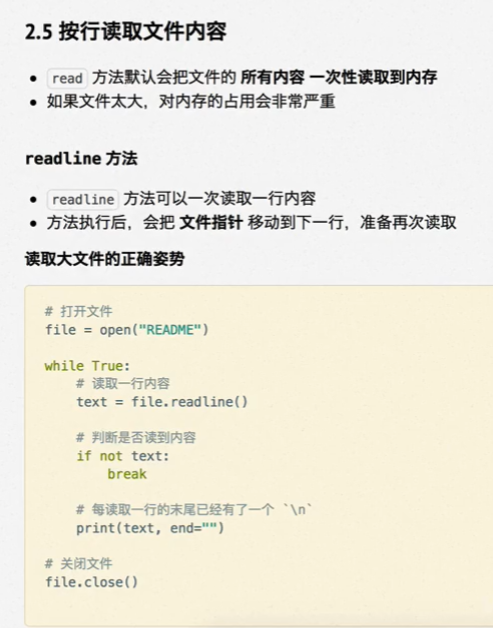 2.5 按行读取文件内容
read 方法默认会把文件的 所有内容 一次性读取到内存
如果文件太大，对内存的占用会非常严重
readline 方法
readline 方法可以一次读取一行内容
方法执行后，会把 文件指针 移动到下一行，准备再次读取
读取大文件的正确姿势
# 打开文件
file = open("README")
while True:
    # 读取一行内容
    text = file.readline()
    # 判断是否读到内容
    if not text:
        break
    # 每读取一行的末尾已经有了一个 `\n`
    print(text, end="")
# 关闭文件
file.close()